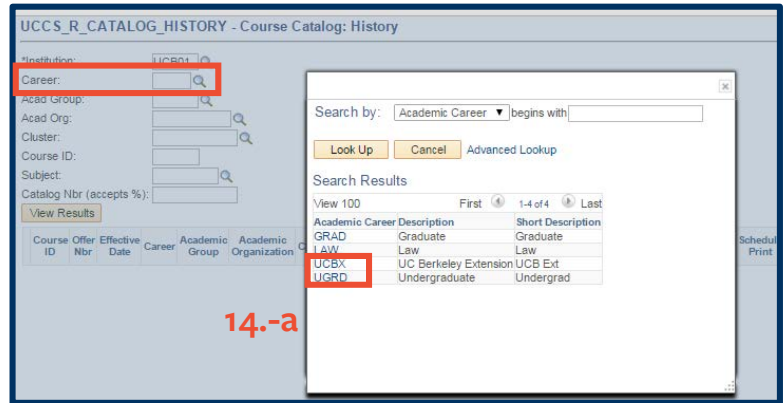 UCCS_R_CATALOG_HISTORY - Course Catalog: History
*Institution: UCB01
Career:
Acad Group:
Acad Org:
Cluster:
Course ID:
Subject:
Catalog Nbr (accepts %):
View Results
Course ID Offer Nbr Effective Date Career Academic Group Academic Organization C
Schedul Print
Search by: Academic Career begins with
Look Up Cancel Advanced Lookup
Search Results
View 100 First 1-4 of 4 Last
Academic Career Description Short Description
GRAD Graduate Graduate
LAW Law Law
UCBX UC Berkeley Extension UCB Ext
UGRD Undergraduate Undergrad
14.-a